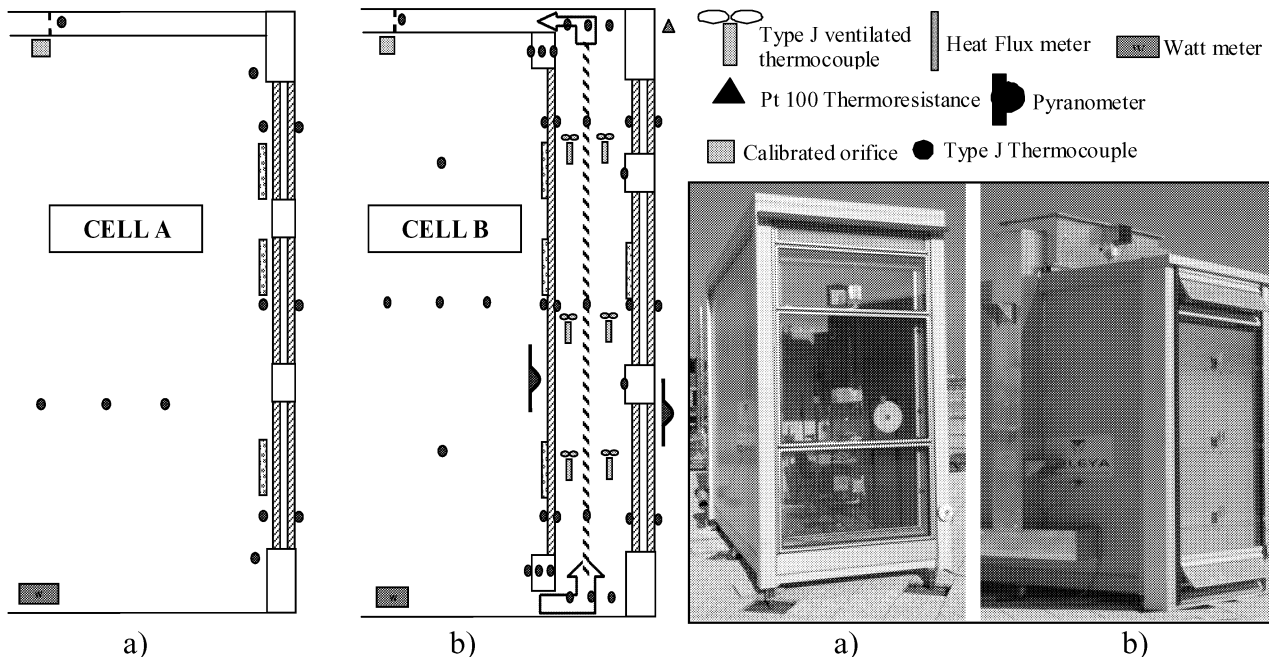 CELL A
W
a)
CELL B
W
b)
Type J ventilated
thermocouple
Heat Flux meter
W
Watt meter
Pt 100 Thermoresistance
Pyranometer
Calibrated orifice
Type J Thermocouple
a)
b)